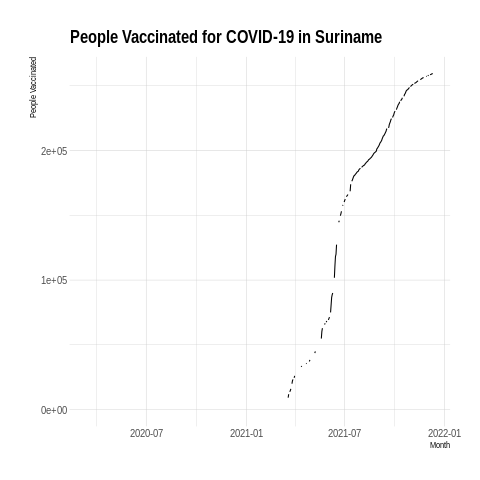 People Vaccinated for COVID-19 in Suriname
People Vaccinated
2e+05
1e+05
0e+00
2020-07
2021-01
2021-07
2022-01
Month